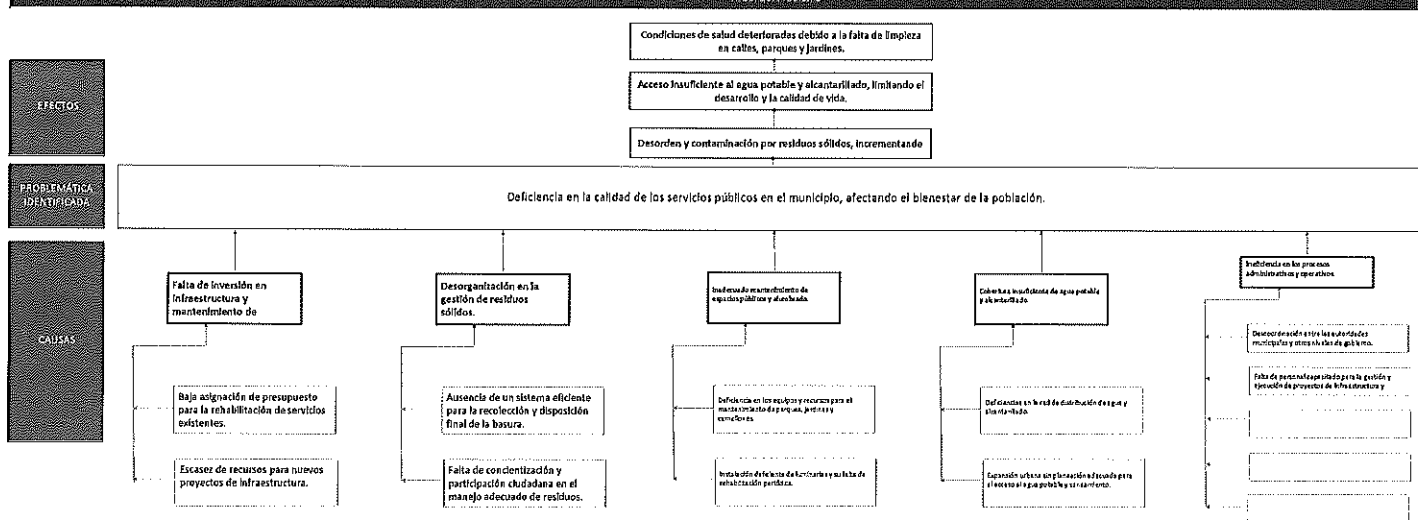 Condiciones de salud deterioradas debido a la falta de limpieza
en calles, parques y jardines.
EFECTOS
Acceso insuficiente al agua potable y alcantarillado, limitando el
desarrollo y la calidad de vida.
Desorden y contaminación por residuos sólidos, incrementando
PROBLEMÁTICA
IDENTIFICADA
Deficiencia en la calidad de los servicios públicos en el municipio, afectando el bienestar de la población.
CAUSAS
Falta de inversión en
infraestructura y
mantenimiento de
Baja asignación de presupuesto
para la rehabilitación de servicios
existentes.
Escasez de recursos para nuevos
proyectos de infraestructura.
Desorganización en la
gestión de residuos
sólidos.
Ausencia de un sistema eficiente
para la recolección y disposición
final de la basura.
Falta de concientización y
participación ciudadana en el
manejo adecuado de residuos.
Inadecuado mantenimiento de
espacios públicos y alumbrado.
Deficiencia en los equipos y recursos para el
mantenimiento de parques, jardines y
panteones.
Instalación deficiente de luminarias y su falta de
rehabilitación periódica.
Cobertura insuficiente de agua potable
y alcantarillado.
Deficiencias en la red de distribución de agua y
alcantarillado.
Expansión urbana sin planeación adecuada para
el acceso al agua potable y saneamiento.
Ineficiencia en los procesos
administrativos y operativos.
Descoordinación entre las autoridades
municipales y otros niveles de gobierno.
Falta de personal capacitado para la gestión y
ejecución de proyectos de infraestructura y